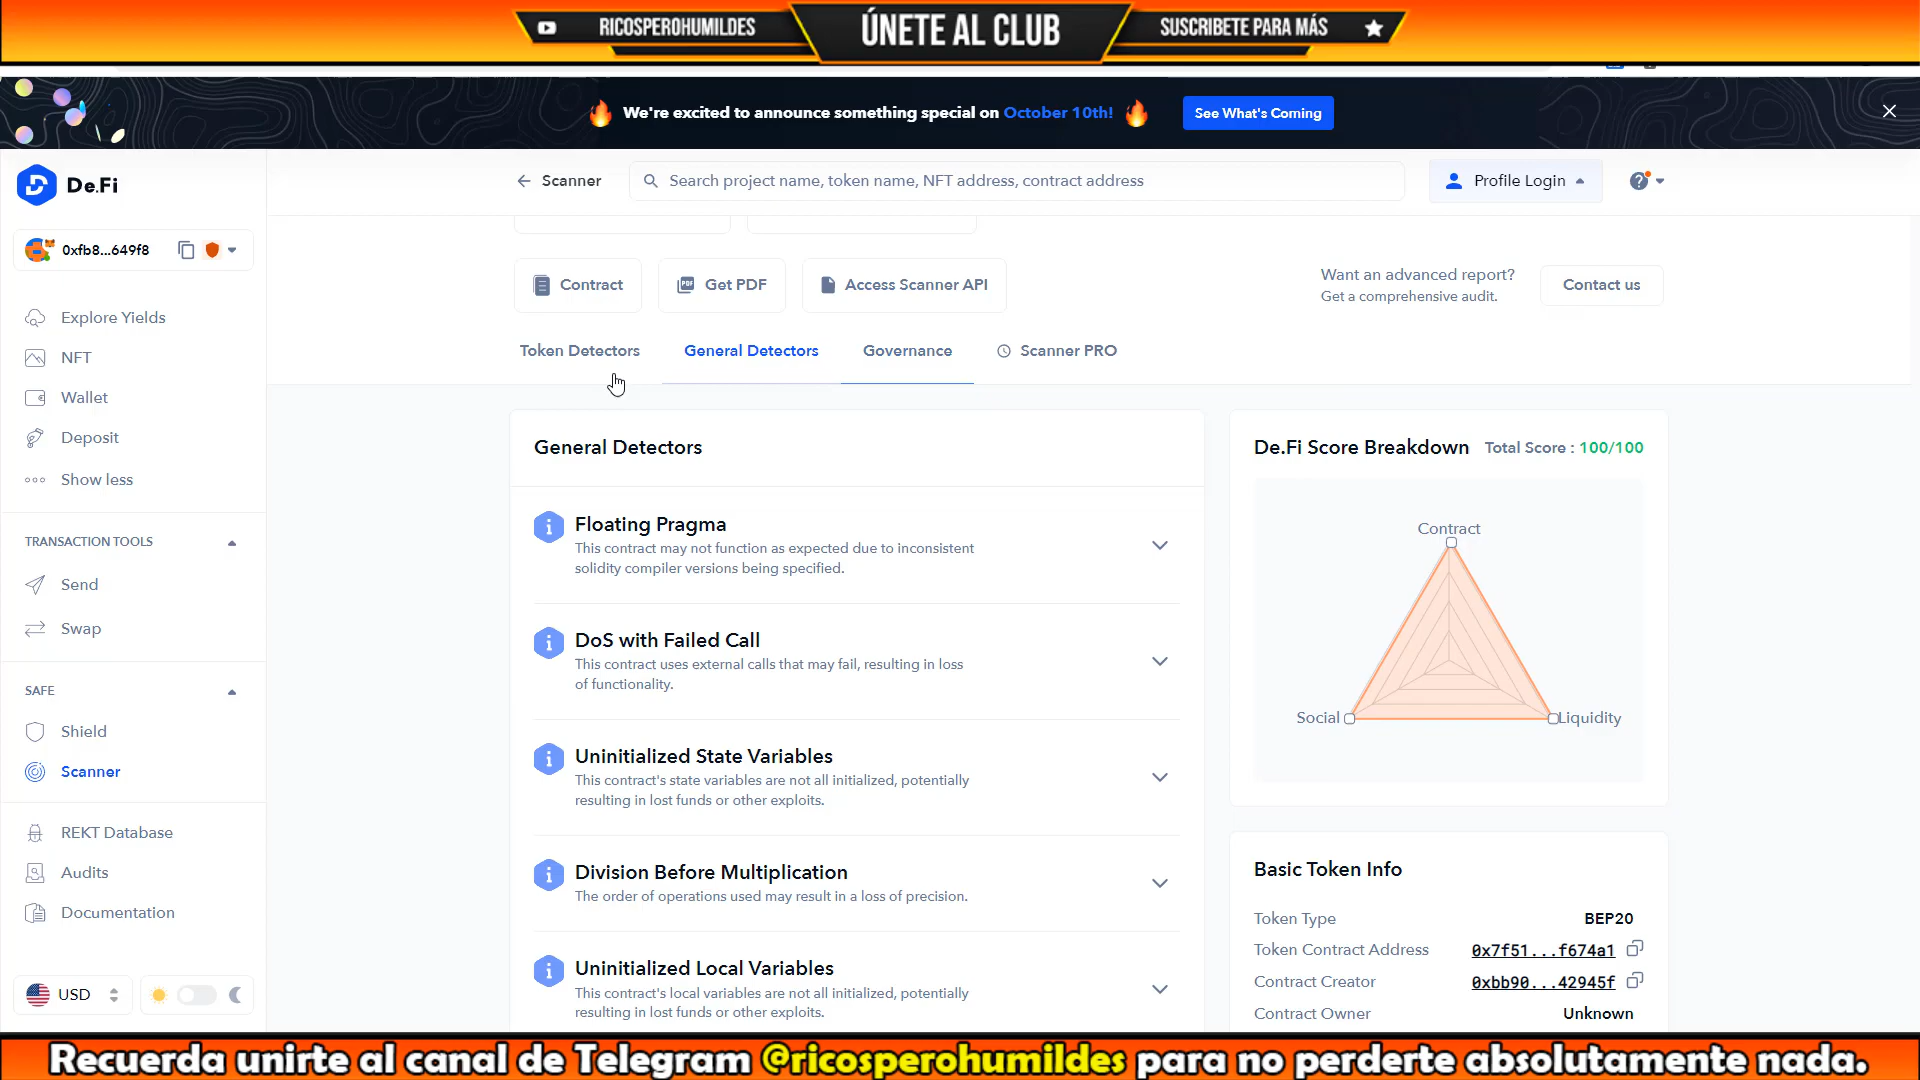 RICOSPEROHUMILDES
ÚNETE AL CLUB
SUSCRIBETE PARA MÁS
We're excited to announce something special on October 10th!
See What's Coming
De.Fi
Scanner
Search project name, token name, NFT address, contract address
Profile Login
0xfb8...649f8
Explore Yields
NFT
Wallet
Deposit
Show less
TRANSACTION TOOLS
Send
Swap
SAFE
Shield
Scanner
REKT Database
Audits
Documentation
USD
Contract
PDF
Get PDF
Access Scanner API
Want an advanced report?
Get a comprehensive audit.
Contact us
Token Detectors
General Detectors
Governance
Scanner PRO
General Detectors
Floating Pragma
This contract may not function as expected due to inconsistent
solidity compiler versions being specified.
DoS with Failed Call
This contract uses external calls that may fail, resulting in loss
of functionality.
Uninitialized State Variables
This contract's state variables are not all initialized, potentially
resulting in lost funds or other exploits.
Division Before Multiplication
The order of operations used may result in a loss of precision.
Uninitialized Local Variables
This contract's local variables are not all initialized, potentially
resulting in lost funds or other exploits.
De.Fi Score Breakdown
Total Score : 100/100
Contract
Social
Liquidity
Basic Token Info
Token Type
BEP20
Token Contract Address
0x7f51...f674a1
Contract Creator
0xbb90...42945f
Contract Owner
Unknown
Recuerda unirte al canal de Telegram @ricosperohumildes para no perderte absolutamente nada.